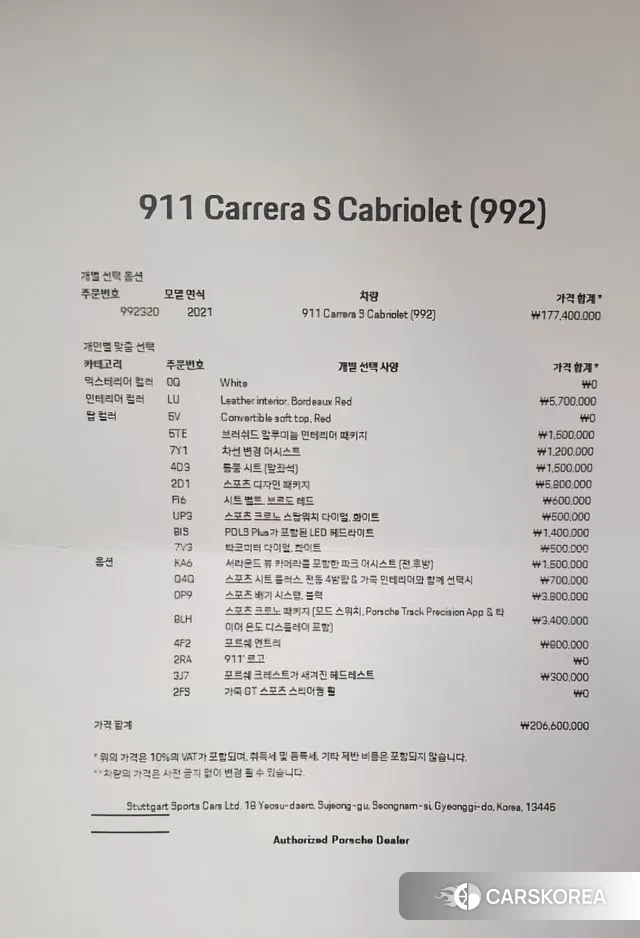 911 Carrera S Cabriolet (992)
개별 선택 옵션
주문번호 모델 연식 차량 가격 합계 *
992320 2021 911 Carrera S Cabriolet (992) ₩177,400,000
개인별 맞춤 선택
카테고리 주문번호 개별 선택 사양 가격 합계 *
익스테리어 컬러 0Q White ₩0
인테리어 컬러 LU Leather interior, Bordeaux Red ₩5,700,000
탑 컬러 5V Convertible soft top, Red ₩0
5TE 브러쉬드 알루미늄 인테리어 패키지 ₩1,500,000
7Y1 차선 변경 어시스트 ₩1,200,000
4D3 통풍 시트 (앞좌석) ₩1,500,000
2D1 스포츠 디자인 패키지 ₩5,800,000
FI6 시트 벨트, 보르도 레드 ₩600,000
UP3 스포츠 크로노 스탑워치 다이얼, 화이트 ₩500,000
8IS PDLS Plus가 포함된 LED 헤드라이트 ₩1,400,000
7V3 타코미터 다이얼, 화이트 ₩500,000
옵션 KA6 서라운드 뷰 카메라를 포함한 파크 어시스트 (전,후방) ₩1,500,000
Q4Q 스포츠 시트 플러스, 전동 4방향 & 가죽 인테리어와 함께 선택시 ₩700,000
0P9 스포츠 배기 시스템, 블랙 ₩3,800,000
8LH 스포츠 크로노 패키지 (모드 스위치, Porsche Track Precision App & 타이어 온도 디스플레이 포함) ₩3,400,000
4F2 포르쉐 엔트리 ₩800,000
2RA 911' 로고 ₩0
3J7 포르쉐 크레스트가 새겨진 헤드레스트 ₩300,000
2FS 가죽 GT 스포츠 스티어링 휠 ₩0
가격 합계 ₩206,600,000
* 위의 가격은 10%의 VAT가 포함되며, 취득세 및 등록세, 기타 제반 비용은 포함되지 않습니다.
**차량의 가격은 사전 공지 없이 변경 될 수 있습니다.
Stuttgart Sports Cars Ltd. 18 Yeosu-daero, Sujeong-gu, Seongnam-si, Gyeonggi-do, Korea, 13445
Authorized Porsche Dealer
CARSKOREA